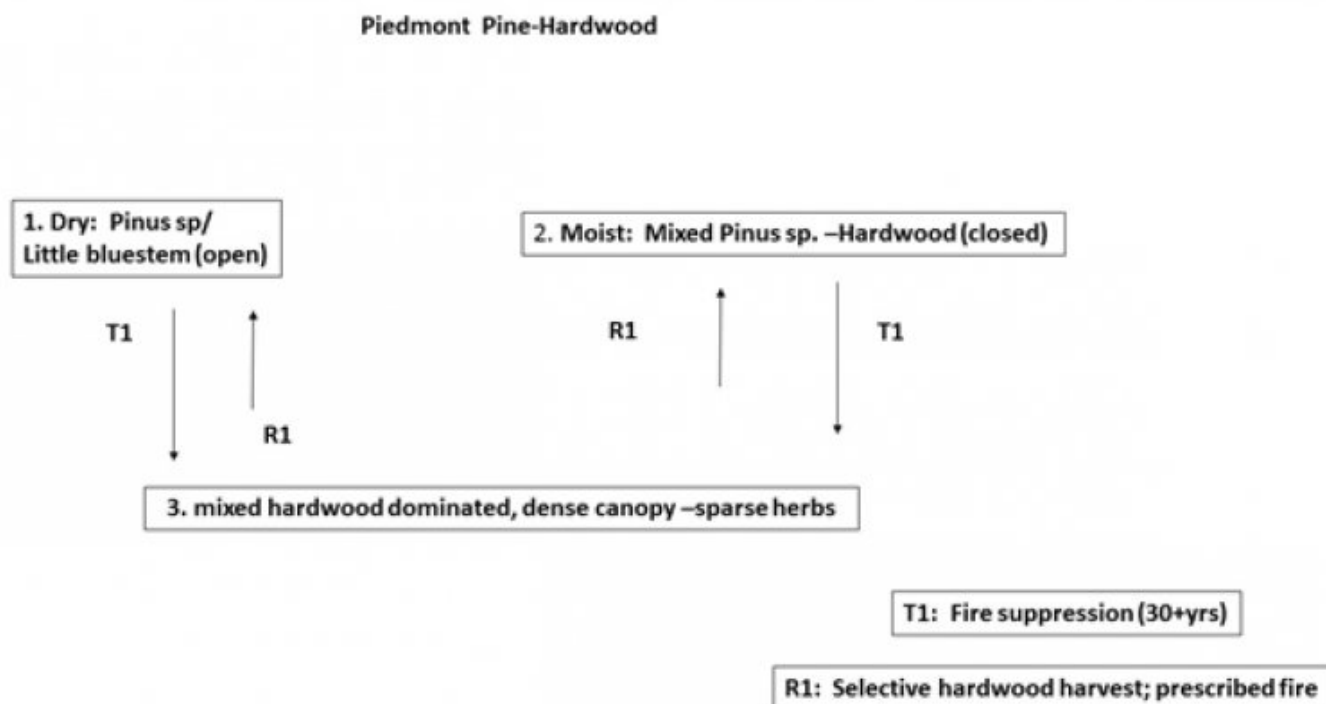 Piedmont Pine-Hardwood
1. Dry: Pinus sp/
Little bluestem (open)
2. Moist: Mixed Pinus sp. –Hardwood (closed)
T1
R1
R1
T1
3. mixed hardwood dominated, dense canopy –sparse herbs
T1: Fire suppression (30+yrs)
R1: Selective hardwood harvest; prescribed fire